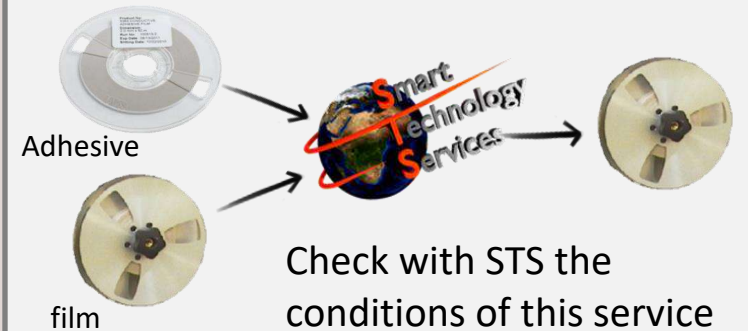 Adhesive
film
Smart
Technology
Services
Check with STS the
conditions of this service